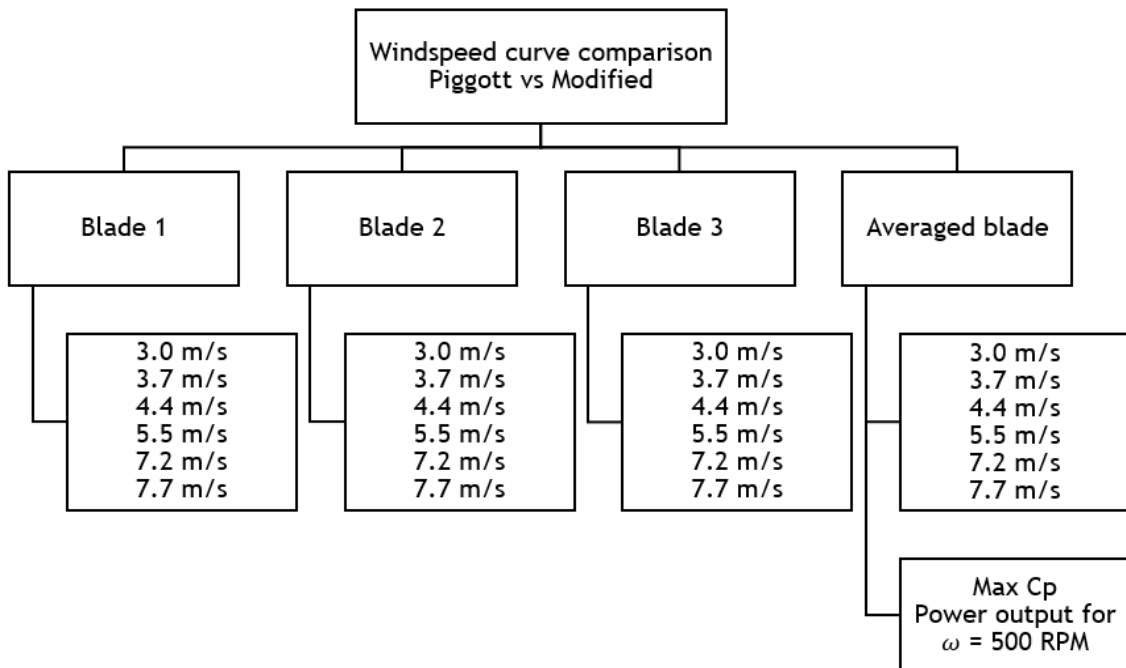 Windspeed curve comparison
Piggott vs Modified
Blade 1
Blade 2
Blade 3
Averaged blade
3.0 m/s
3.7 m/s
4.4 m/s
5.5 m/s
7.2 m/s
7.7 m/s
3.0 m/s
3.7 m/s
4.4 m/s
5.5 m/s
7.2 m/s
7.7 m/s
3.0 m/s
3.7 m/s
4.4 m/s
5.5 m/s
7.2 m/s
7.7 m/s
3.0 m/s
3.7 m/s
4.4 m/s
5.5 m/s
7.2 m/s
7.7 m/s
Max Cp
Power output for
ω = 500 RPM